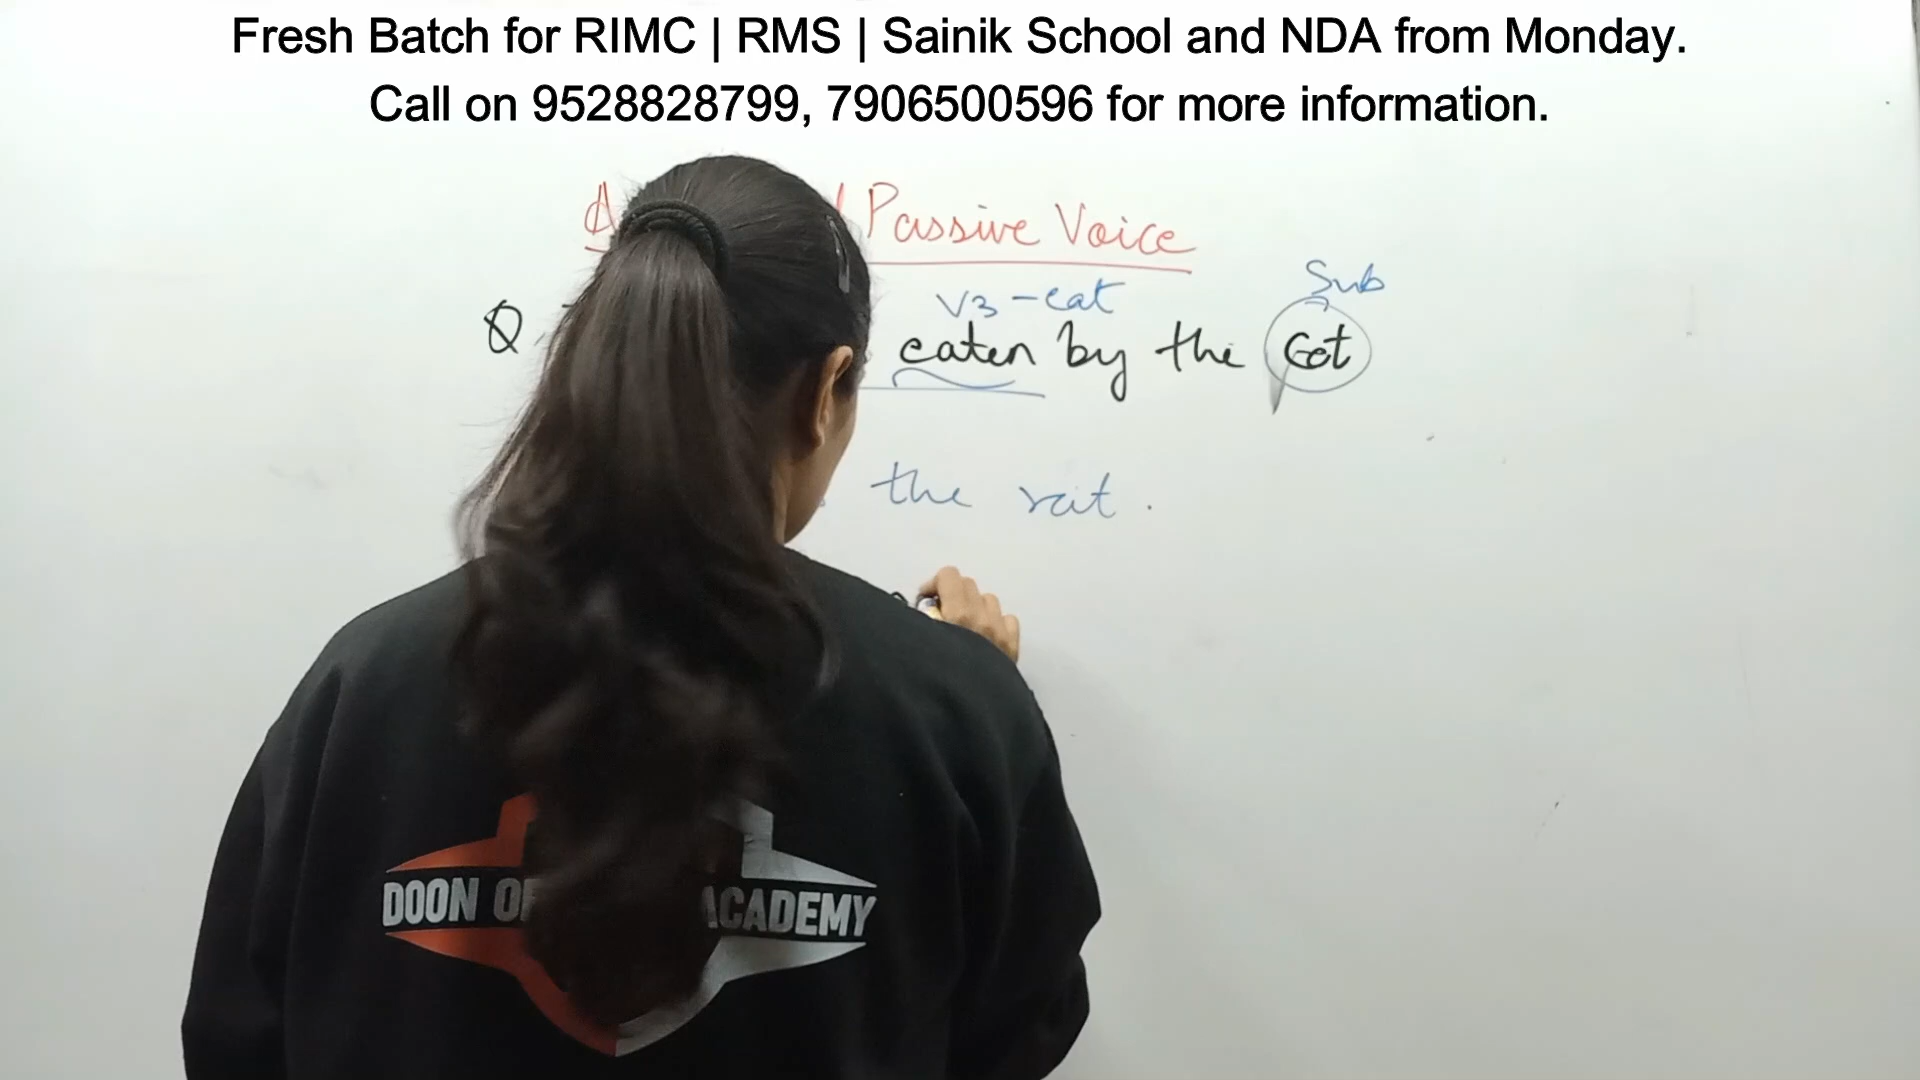 Fresh Batch for RIMC | RMS | Sainik School and NDA from Monday.
Call on 9528828799, 7906500596 for more information.
Passive Voice
V3 - eat
Sub
Q
eaten by the Cat
the rat.
DOON ACADEMY